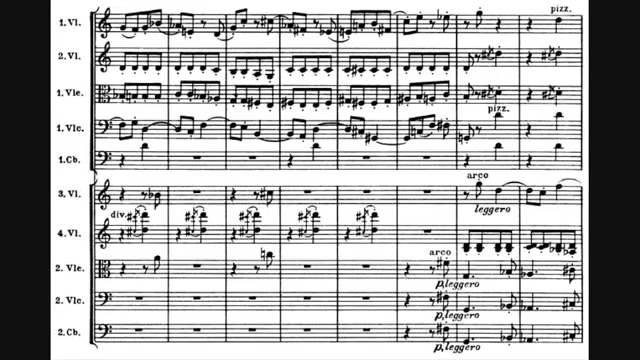 pizz.
1. Vl.
2. Vl.
1. Vle.
pizz.
1. Vlc.
1. Cb.
arco
3. Vl.
leggero
div.
4. Vl.
arco
2. Vle.
p, leggero
2. Vlc.
p, leggero
2. Cb.
p, leggero